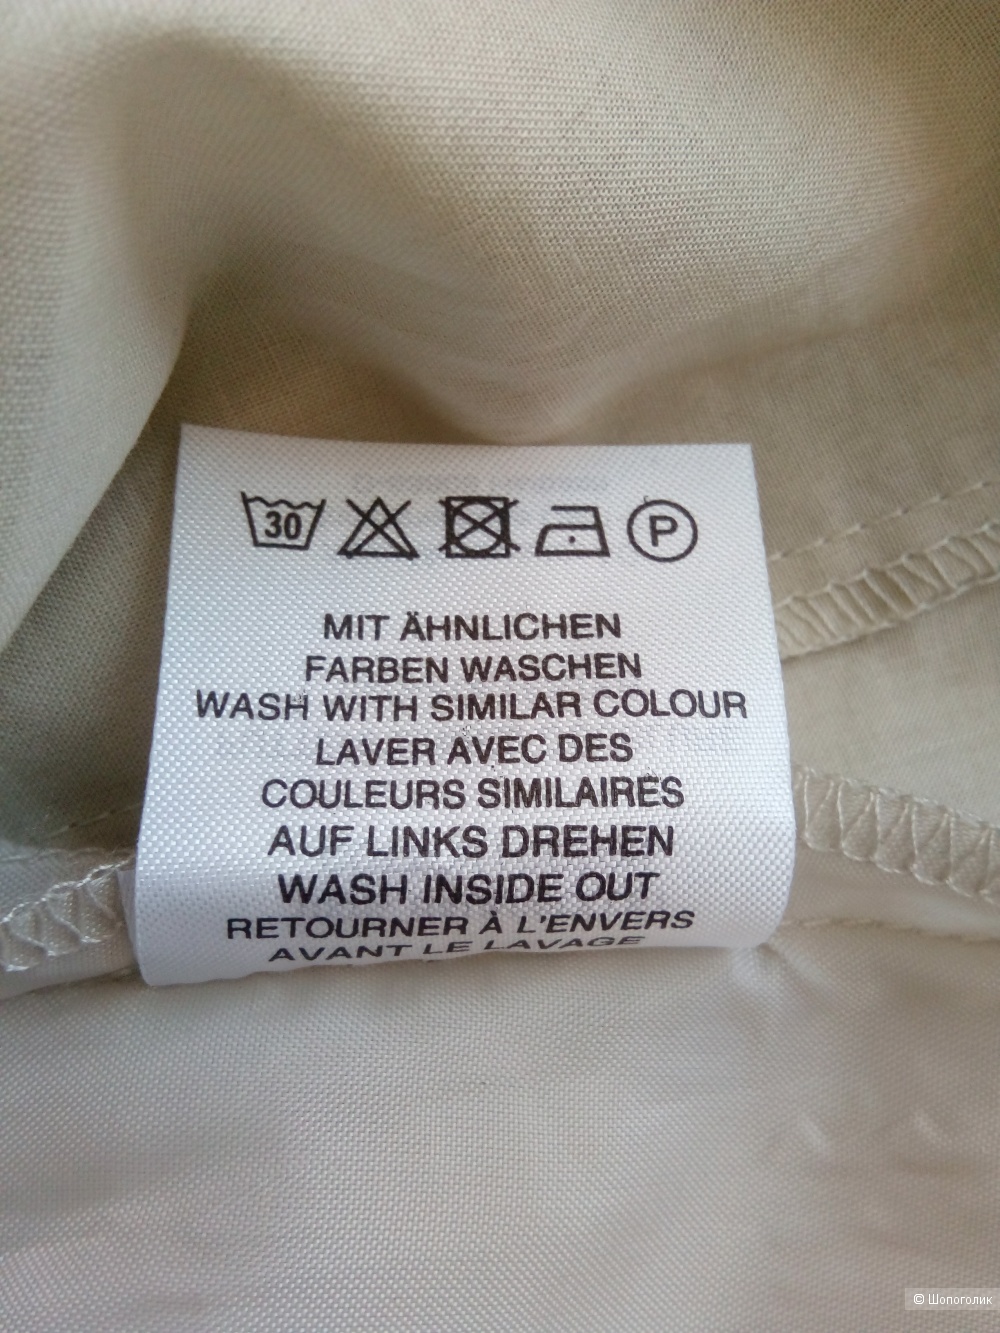 30
P
MIT ÄHNLICHEN
FARBEN WASCHEN
WASH WITH SIMILAR COLOUR
LAVER AVEC DES
COULEURS SIMILAIRES
AUF LINKS DREHEN
WASH INSIDE OUT
RETOURNER À L'ENVERS
AVANT LE LAVAGE
© Шопоголик